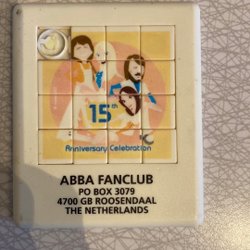 15th
Anniversary Celebration
ABBA FANCLUB
PO BOX 3079
4700 GB ROOSENDAAL
THE NETHERLANDS